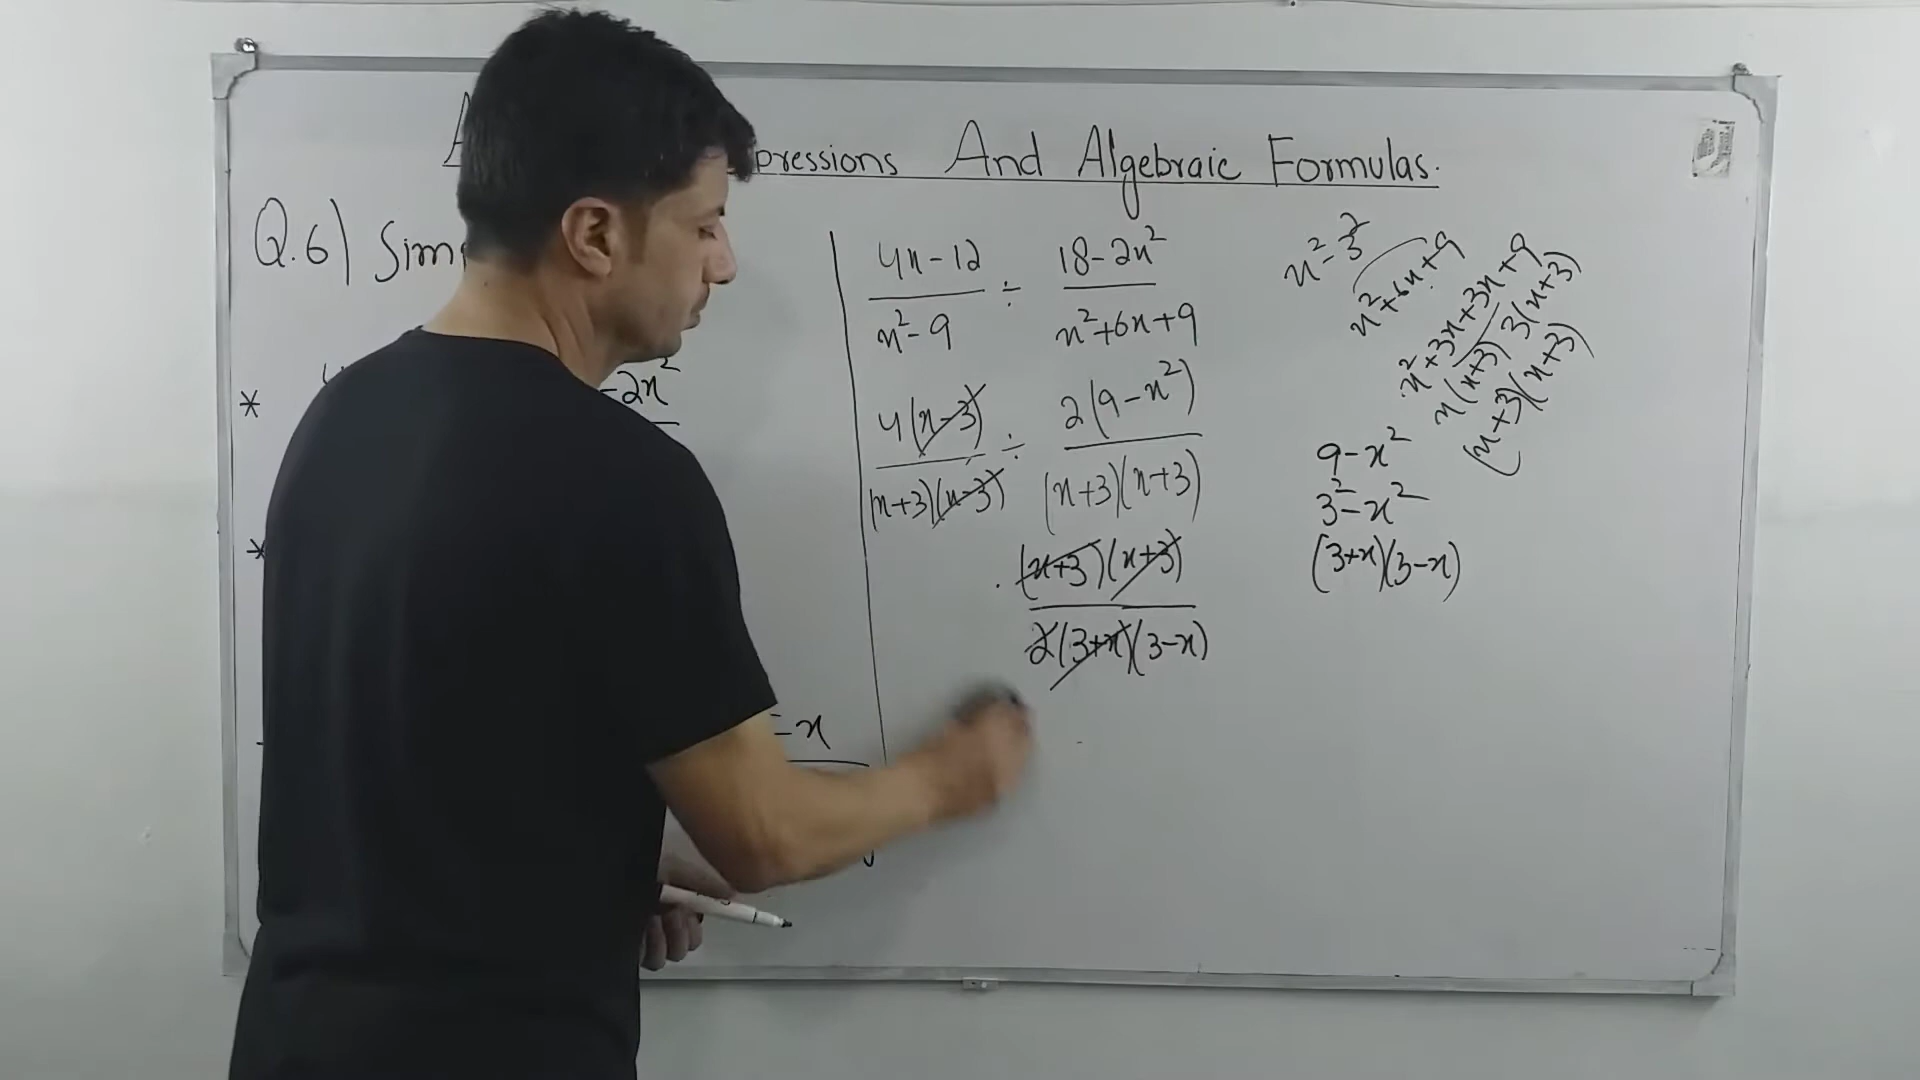 pressions And Algebraic Formulas.
Q.6) Sim
* -2x²
*
= x
4x-12 / x²-9 ÷ 18-2x² / x²+6x+9
4(x-3) / (x+3)(x-3) ÷ 2(9-x²) / (x+3)(x+3)
. (x+3)(x+3) / 2(3+x)(3-x)
x²-3²
x²+6x+9
x²+3x+3x+9
x(x+3) 3(x+3)
(x+3)(x+3)
9-x²
3²-x²
(3+x)(3-x)